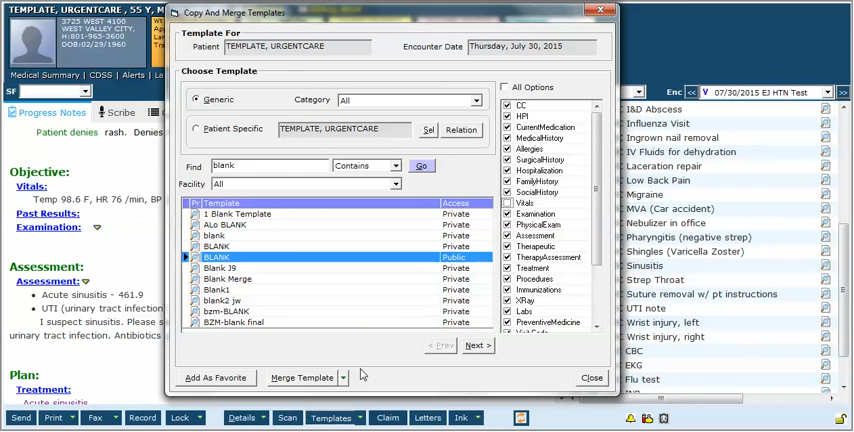 TEMPLATE, URGENTCARE , 55 Y, M
3725 WEST 4100
WEST VALLEY CITY,
H:801-965-3600
DOB:02/29/1960
Medical Summary | CDSS | Alerts | La
SF
Progress Notes
Scribe
Patient denies rash. Denies
Objective:
Vitals:
Temp 98.6 F, HR 76 /min, BP
Past Results:
Examination:
Assessment:
Assessment:
Acute sinusitis - 461.9
UTI (urinary tract infection
I suspect sinusitis. Please s
urinary tract infection. Antibiotics
Plan:
Treatment:
Copy And Merge Templates
Template For
Patient
TEMPLATE, URGENTCARE
Encounter Date
Thursday, July 30, 2015
Choose Template
Generic
Category
All
Patient Specific
TEMPLATE, URGENTCARE
Sel
Relation
Find
blank
Contains
Go
Facility
All
Pr Template Access
1 Blank Template Private
ALo BLANK Private
blank Private
BLANK Private
BLANK Public
Blank J9 Private
Blank Merge Private
Blank1 Private
blank2 jw Private
bzm-BLANK Private
BZM-blank final Private
< Prev
Next >
Add As Favorite
Merge Template
Close
All Options
CC
HPI
CurrentMedication
MedicalHistory
Allergies
SurgicalHistory
Hospitalization
FamilyHistory
SocialHistory
Vitals
Examination
PhysicalExam
Assessment
Therapeutic
TherapyAssessment
Treatment
Procedures
Immunizations
XRay
Labs
PreventiveMedicine
Visit Code
Enc
V 07/30/2015 EJ HTN Test
>>
I&D Abscess
Influenza Visit
Ingrown nail removal
IV Fluids for dehydration
Laceration repair
Low Back Pain
Migraine
MVA (Car accident)
Nebulizer in office
Pharyngitis (negative strep)
Shingles (Varicella Zoster)
Sinusitis
Strep Throat
Suture removal w/ pt instructions
UTI note
Wrist injury, left
Wrist injury, right
CBC
EKG
Flu test
Send
Print
Fax
Record
Lock
Details
Scan
Templates
Claim
Letters
Ink